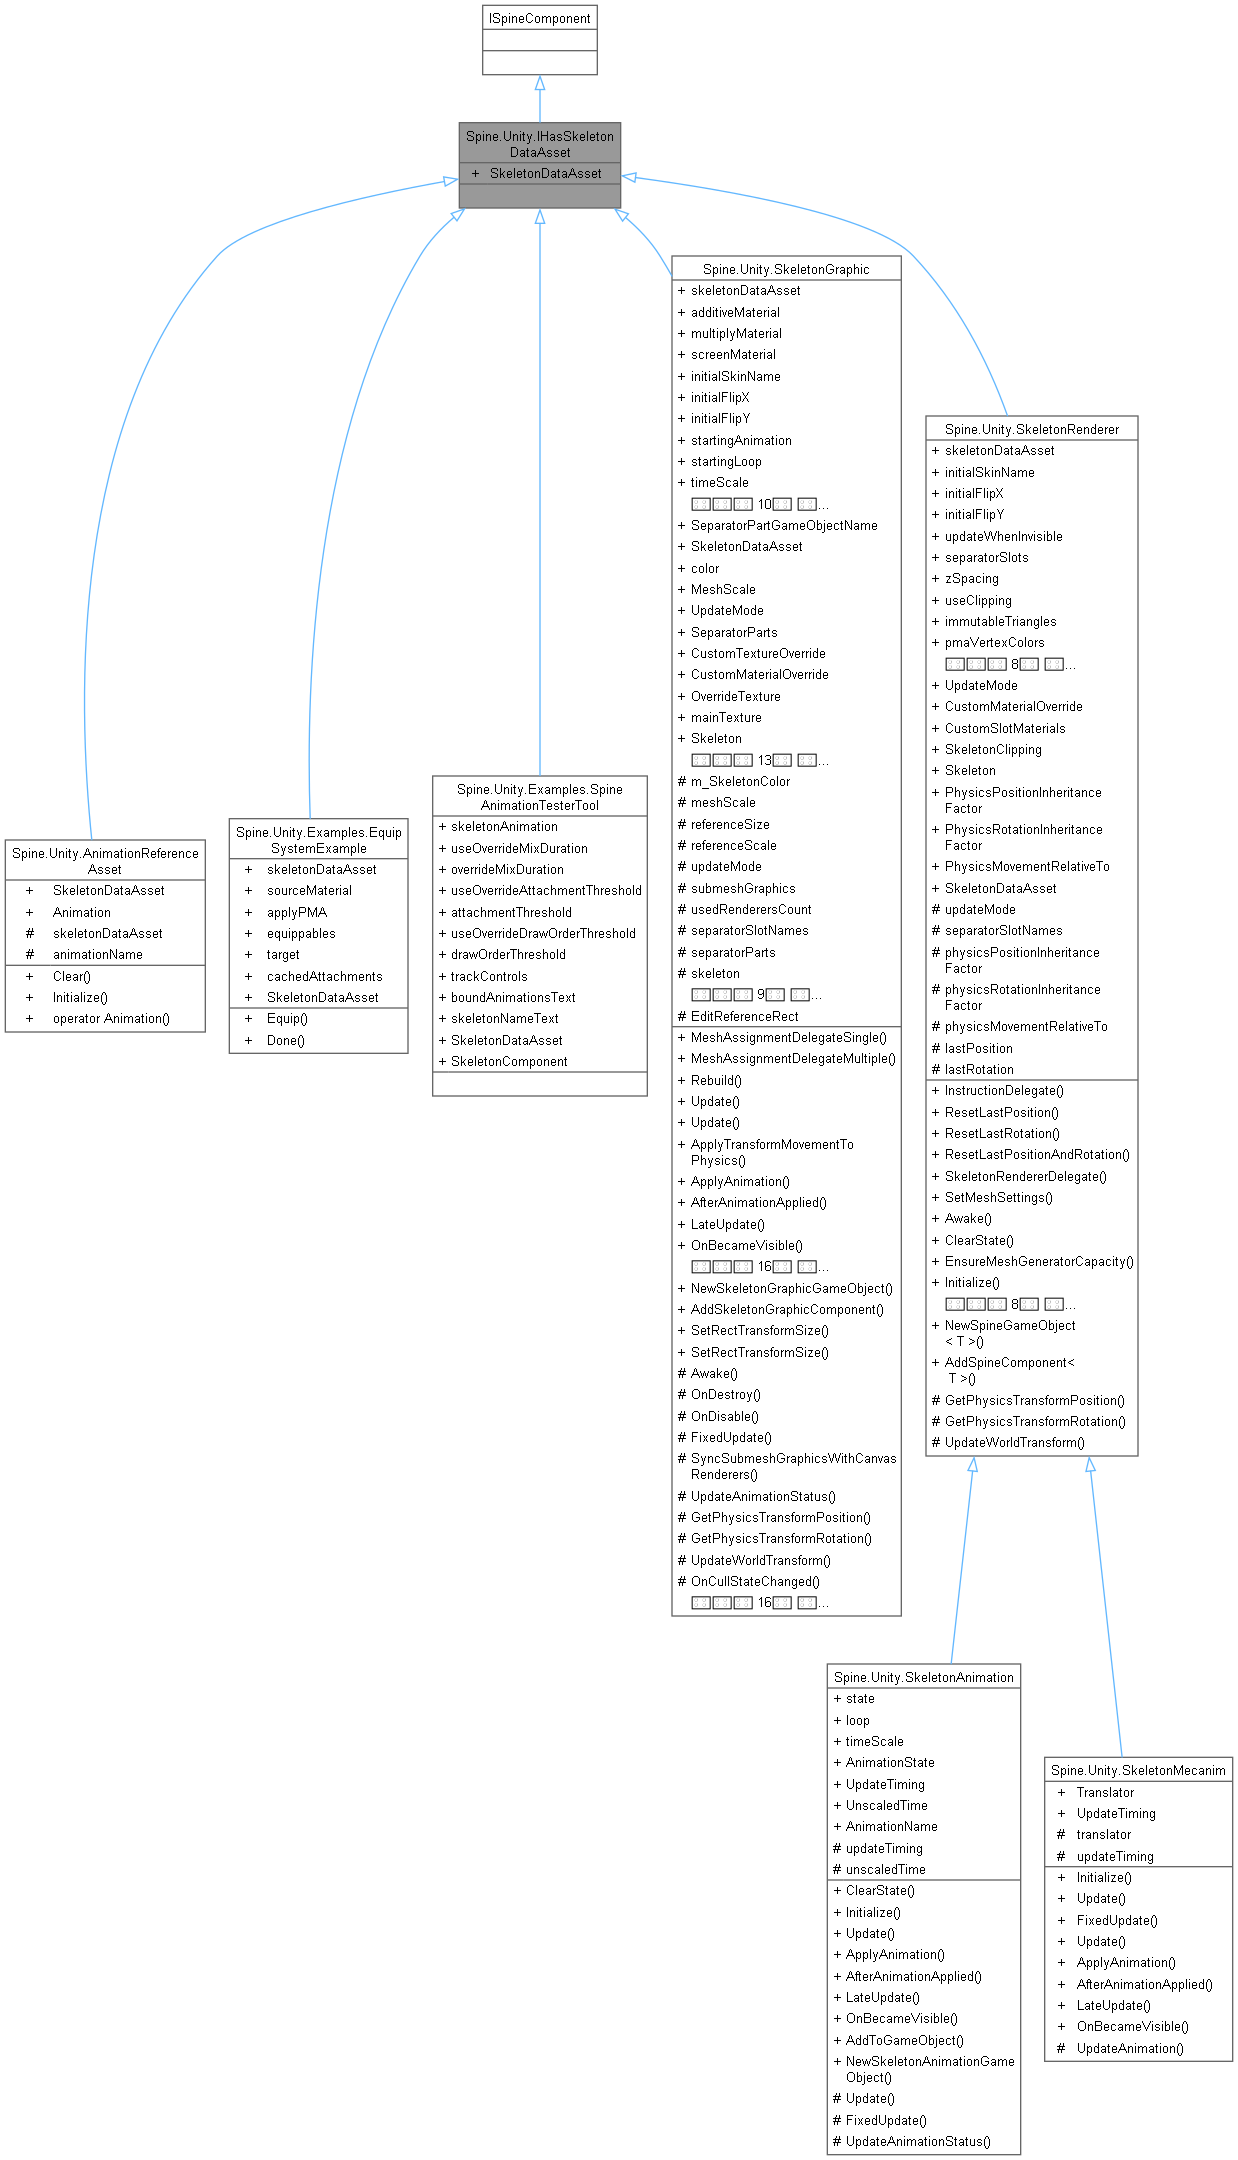 ISpineComponent
Spine.Unity.IHasSkeleton
DataAsset
+ SkeletonDataAsset
Spine.Unity.AnimationReference
Asset
+ SkeletonDataAsset
+ Animation
# skeletonDataAsset
# animationName
+ Clear()
+ Initialize()
+ operator Animation()
Spine.Unity.Examples.Equip
SystemExample
+ skeletonDataAsset
+ sourceMaterial
+ applyPMA
+ equippables
+ target
+ cachedAttachments
+ SkeletonDataAsset
+ Equip()
+ Done()
Spine.Unity.Examples.Spine
AnimationTesterTool
+ skeletonAnimation
+ useOverrideMixDuration
+ overrideMixDuration
+ useOverrideAttachmentThreshold
+ attachmentThreshold
+ useOverrideDrawOrderThreshold
+ drawOrderThreshold
+ trackControls
+ boundAnimationsText
+ skeletonNameText
+ SkeletonDataAsset
+ SkeletonComponent
Spine.Unity.SkeletonGraphic
+ skeletonDataAsset
+ additiveMaterial
+ multiplyMaterial
+ screenMaterial
+ initialSkinName
+ initialFlipX
+ initialFlipY
+ startingAnimation
+ startingLoop
+ timeScale
10 ...
+ SeparatorPartGameObjectName
+ SkeletonDataAsset
+ color
+ MeshScale
+ UpdateMode
+ SeparatorParts
+ CustomTextureOverride
+ CustomMaterialOverride
+ OverrideTexture
+ mainTexture
+ Skeleton
13 ...
# m_SkeletonColor
# meshScale
# referenceSize
# referenceScale
# updateMode
# submeshGraphics
# usedRenderersCount
# separatorSlotNames
# separatorParts
# skeleton
9 ...
# EditReferenceRect
+ MeshAssignmentDelegateSingle()
+ MeshAssignmentDelegateMultiple()
+ Rebuild()
+ Update()
+ Update()
+ ApplyTransformMovementTo
Physics()
+ ApplyAnimation()
+ AfterAnimationApplied()
+ LateUpdate()
+ OnBecameVisible()
16 ...
+ NewSkeletonGraphicGameObject()
+ AddSkeletonGraphicComponent()
+ SetRectTransformSize()
+ SetRectTransformSize()
# Awake()
# OnDestroy()
# OnDisable()
# FixedUpdate()
# SyncSubmeshGraphicsWithCanvas
Renderers()
# UpdateAnimationStatus()
# GetPhysicsTransformPosition()
# GetPhysicsTransformRotation()
# UpdateWorldTransform()
# OnCullStateChanged()
16 ...
Spine.Unity.SkeletonRenderer
+ skeletonDataAsset
+ initialSkinName
+ initialFlipX
+ initialFlipY
+ updateWhenInvisible
+ separatorSlots
+ zSpacing
+ useClipping
+ immutableTriangles
+ pmaVertexColors
8 ...
+ UpdateMode
+ CustomMaterialOverride
+ CustomSlotMaterials
+ SkeletonClipping
+ Skeleton
+ PhysicsPositionInheritance
Factor
+ PhysicsRotationInheritance
Factor
+ PhysicsMovementRelativeTo
+ SkeletonDataAsset
# updateMode
# separatorSlotNames
# physicsPositionInheritance
Factor
# physicsRotationInheritance
Factor
# physicsMovementRelativeTo
# lastPosition
# lastRotation
+ InstructionDelegate()
+ ResetLastPosition()
+ ResetLastRotation()
+ ResetLastPositionAndRotation()
+ SkeletonRendererDelegate()
+ SetMeshSettings()
+ Awake()
+ ClearState()
+ EnsureMeshGeneratorCapacity()
+ Initialize()
8 ...
+ NewSpineGameObject
< T >()
+ AddSpineComponent<
T >()
# GetPhysicsTransformPosition()
# GetPhysicsTransformRotation()
# UpdateWorldTransform()
Spine.Unity.SkeletonAnimation
+ state
+ loop
+ timeScale
+ AnimationState
+ UpdateTiming
+ UnscaledTime
+ AnimationName
# updateTiming
# unscaledTime
+ ClearState()
+ Initialize()
+ Update()
+ ApplyAnimation()
+ AfterAnimationApplied()
+ LateUpdate()
+ OnBecameVisible()
+ AddToGameObject()
+ NewSkeletonAnimationGame
Object()
# Update()
# FixedUpdate()
# UpdateAnimationStatus()
Spine.Unity.SkeletonMecanim
+ Translator
+ UpdateTiming
# translator
# updateTiming
+ Initialize()
+ Update()
+ FixedUpdate()
+ Update()
+ ApplyAnimation()
+ AfterAnimationApplied()
+ LateUpdate()
+ OnBecameVisible()
# UpdateAnimation()